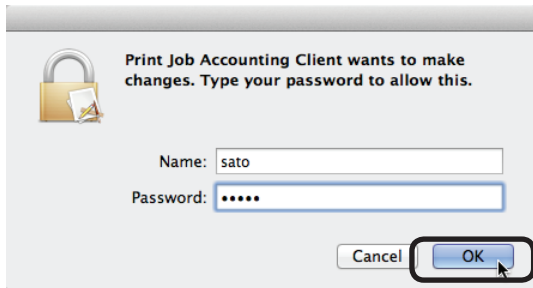 Print Job Accounting Client wants to make
changes. Type your password to allow this.
Name: sato
Password: •••••
Cancel OK